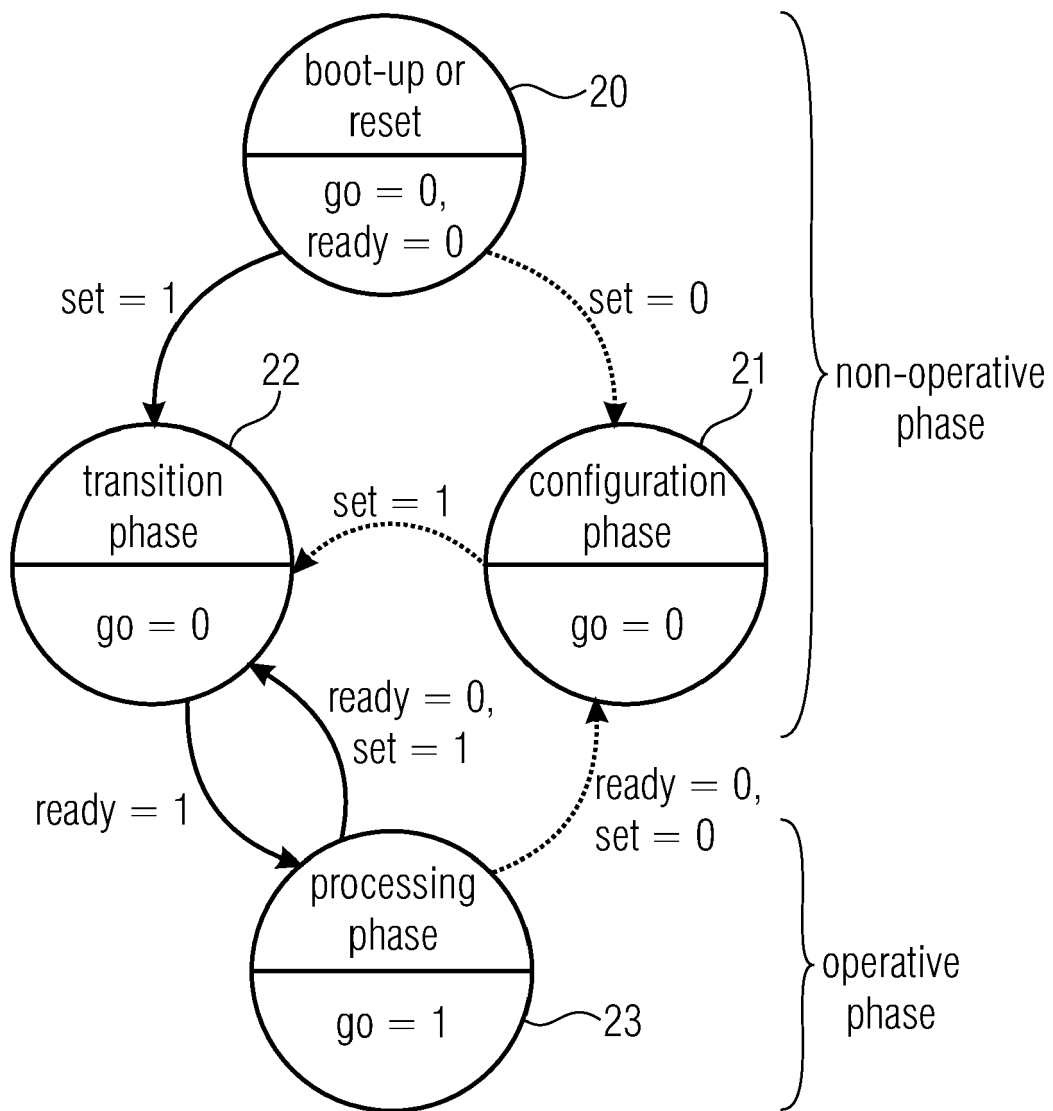 boot-up or
reset
20
go = 0,
ready = 0
set = 1
set = 0
22
21
non-operative
phase
transition
phase
set = 1
configuration
phase
go = 0
go = 0
ready = 0,
set = 1
ready = 1
ready = 0,
set = 0
processing
phase
operative
phase
go = 1
23